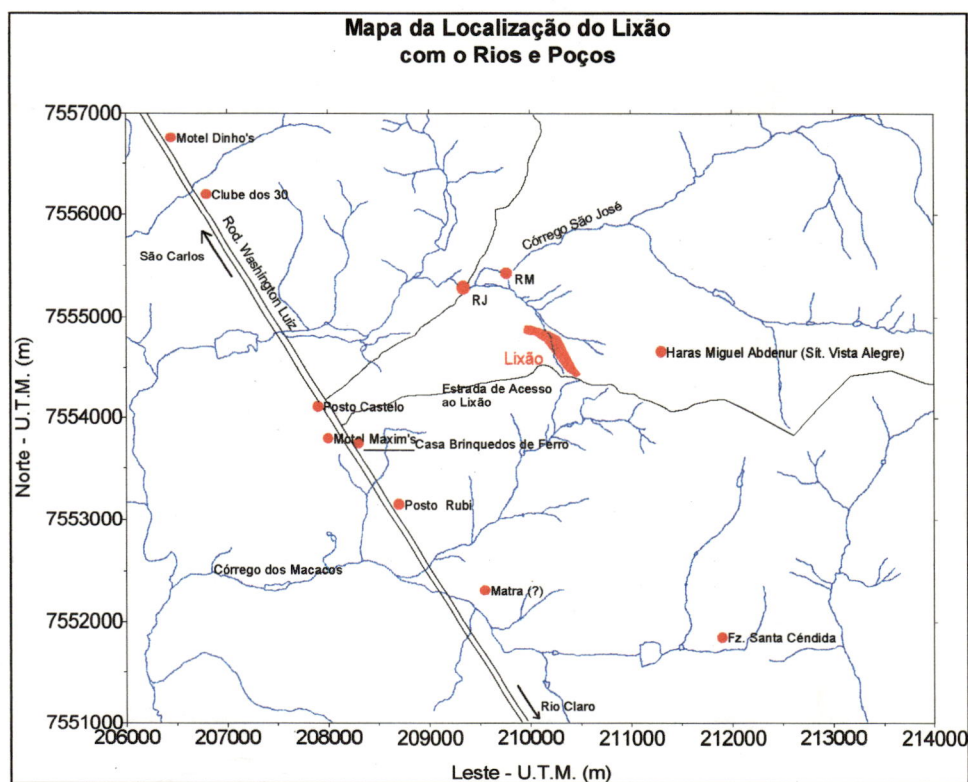 Mapa da Localização do Lixão
com o Rios e Poços
7557000
7556000
7555000
7554000
7553000
7552000
7551000
Norte - U.T.M. (m)
Motel Dinho's
Clube dos 30
São Carlos
Rod. Washington Luiz
Córrego São José
RM
RJ
Lixão
Haras Miguel Abdenur (Sít. Vista Alegre)
Estrada de Acesso
ao Lixão
Posto Castelo
Motel Maxim's
Casa Brinquedos de Ferro
Posto Rubi
Córrego dos Macacos
Matra (?)
Fz. Santa Céndida
Rio Claro
206000 207000 208000 209000 210000 211000 212000 213000 214000
Leste - U.T.M. (m)